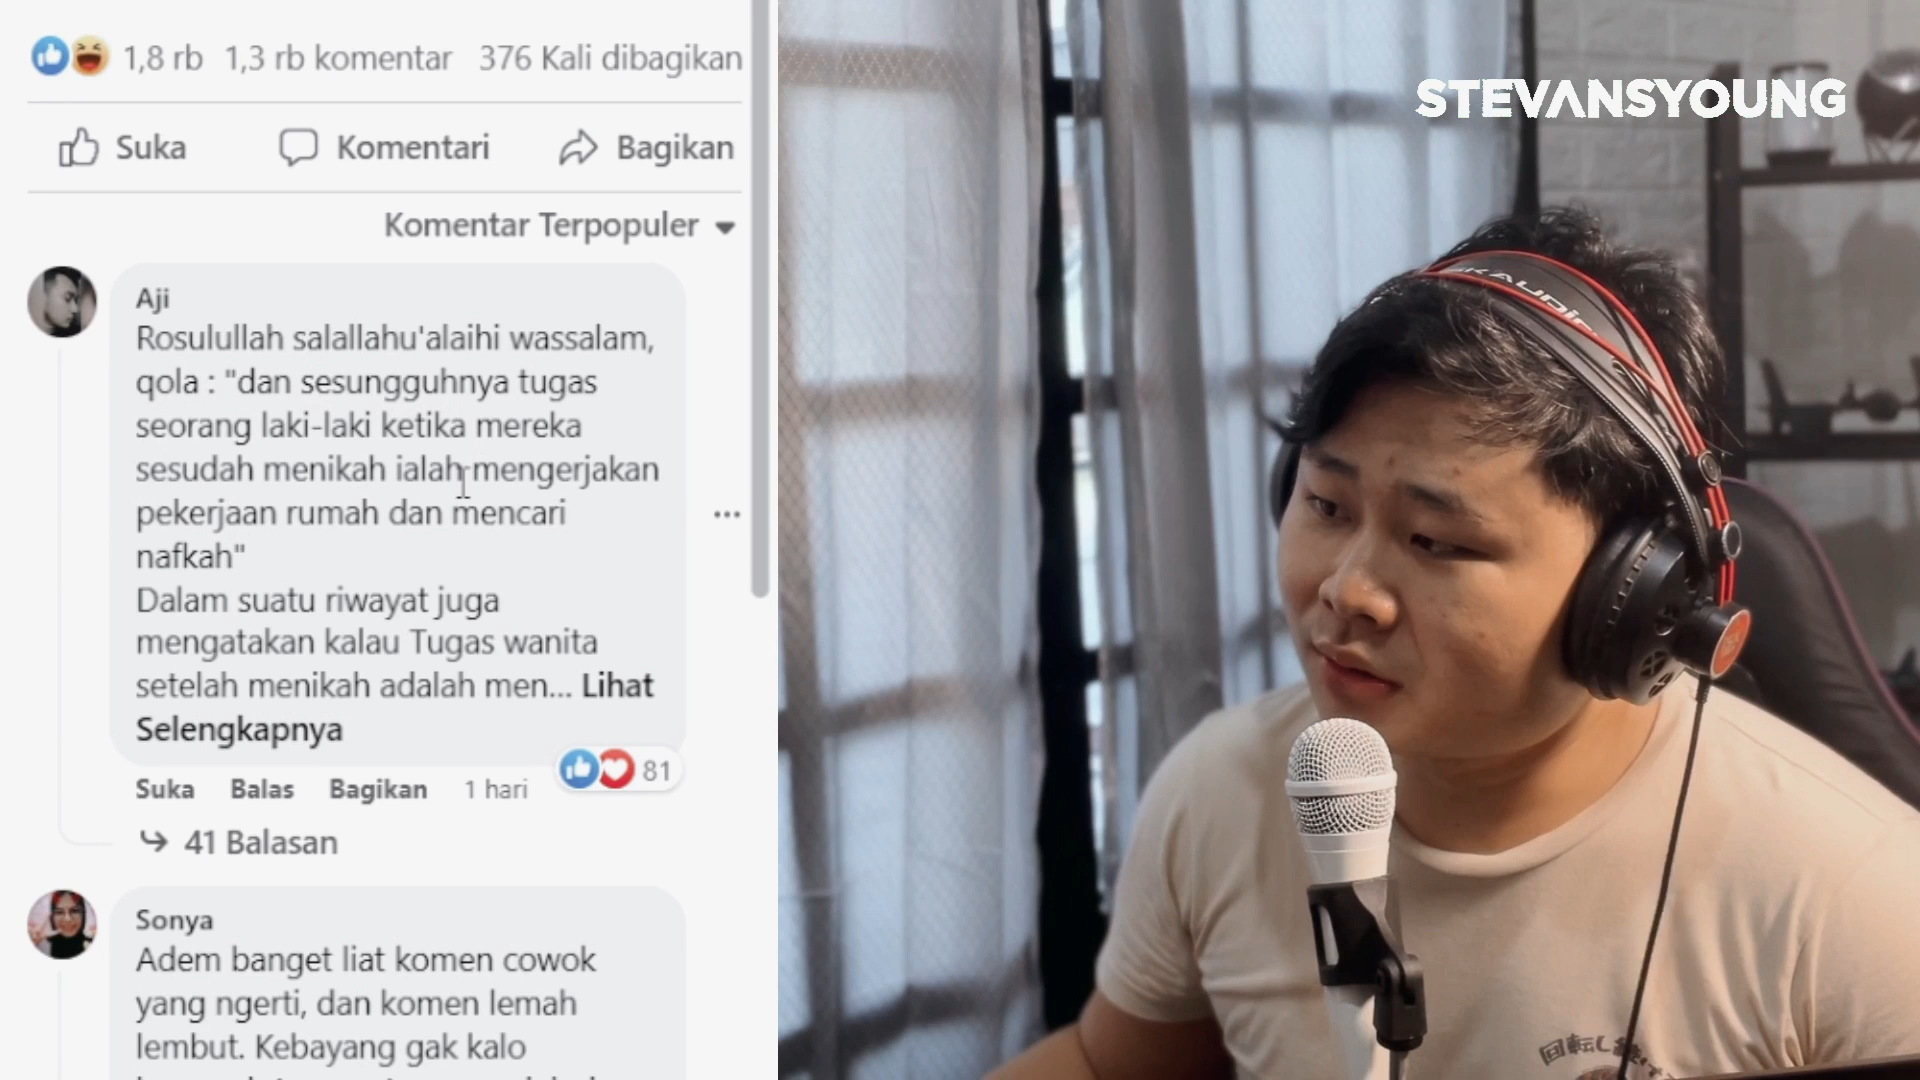 1,8 rb 1,3 rb komentar 376 Kali dibagikan
Suka Komentari Bagikan
Komentar Terpopuler
Aji
Rosulullah salallahu'alaihi wassalam,
qola : "dan sesungguhnya tugas
seorang laki-laki ketika mereka
sesudah menikah ialah mengerjakan
pekerjaan rumah dan mencari
nafkah"
Dalam suatu riwayat juga
mengatakan kalau Tugas wanita
setelah menikah adalah men... Lihat
Selengkapnya
Suka Balas Bagikan 1 hari 81
41 Balasan
Sonya
Adem banget liat komen cowok
yang ngerti, dan komen lemah
lembut. Kebayang gak kalo
STEVANSYOUNG